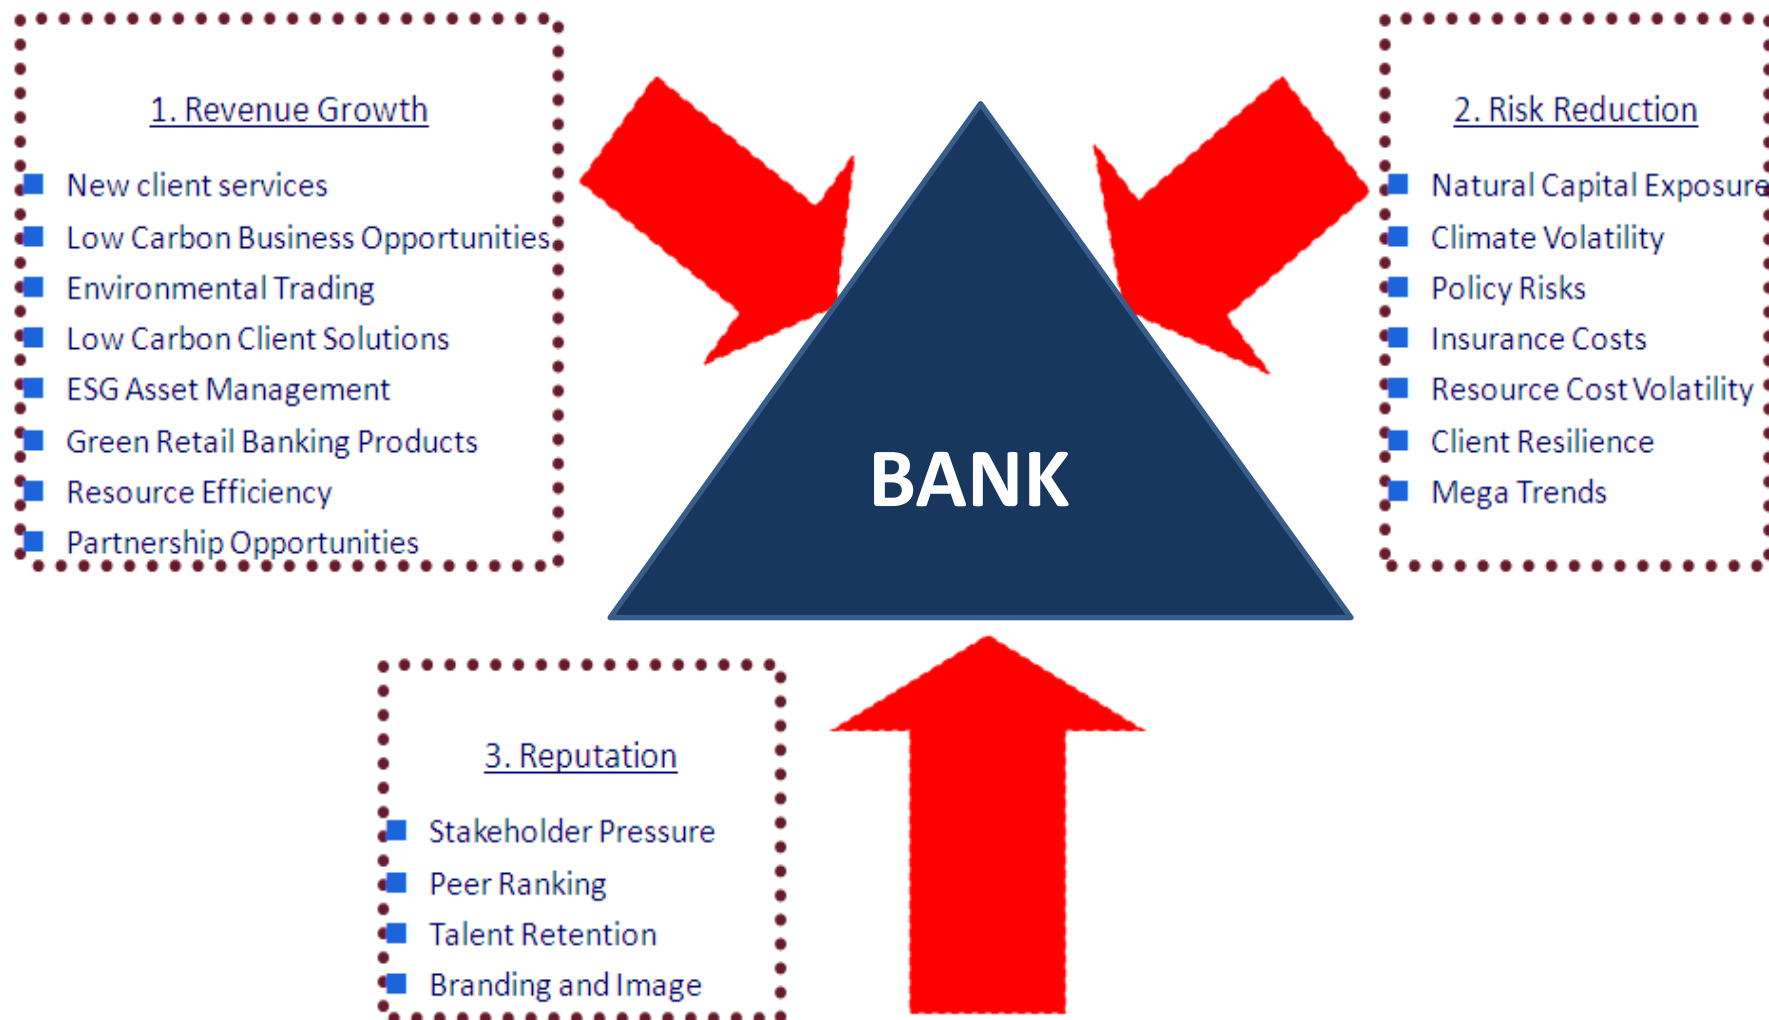 1. Revenue Growth
New client services
Low Carbon Business Opportunities
Environmental Trading
Low Carbon Client Solutions
ESG Asset Management
Green Retail Banking Products
Resource Efficiency
Partnership Opportunities
BANK
2. Risk Reduction
Natural Capital Exposure
Climate Volatility
Policy Risks
Insurance Costs
Resource Cost Volatility
Client Resilience
Mega Trends
3. Reputation
Stakeholder Pressure
Peer Ranking
Talent Retention
Branding and Image